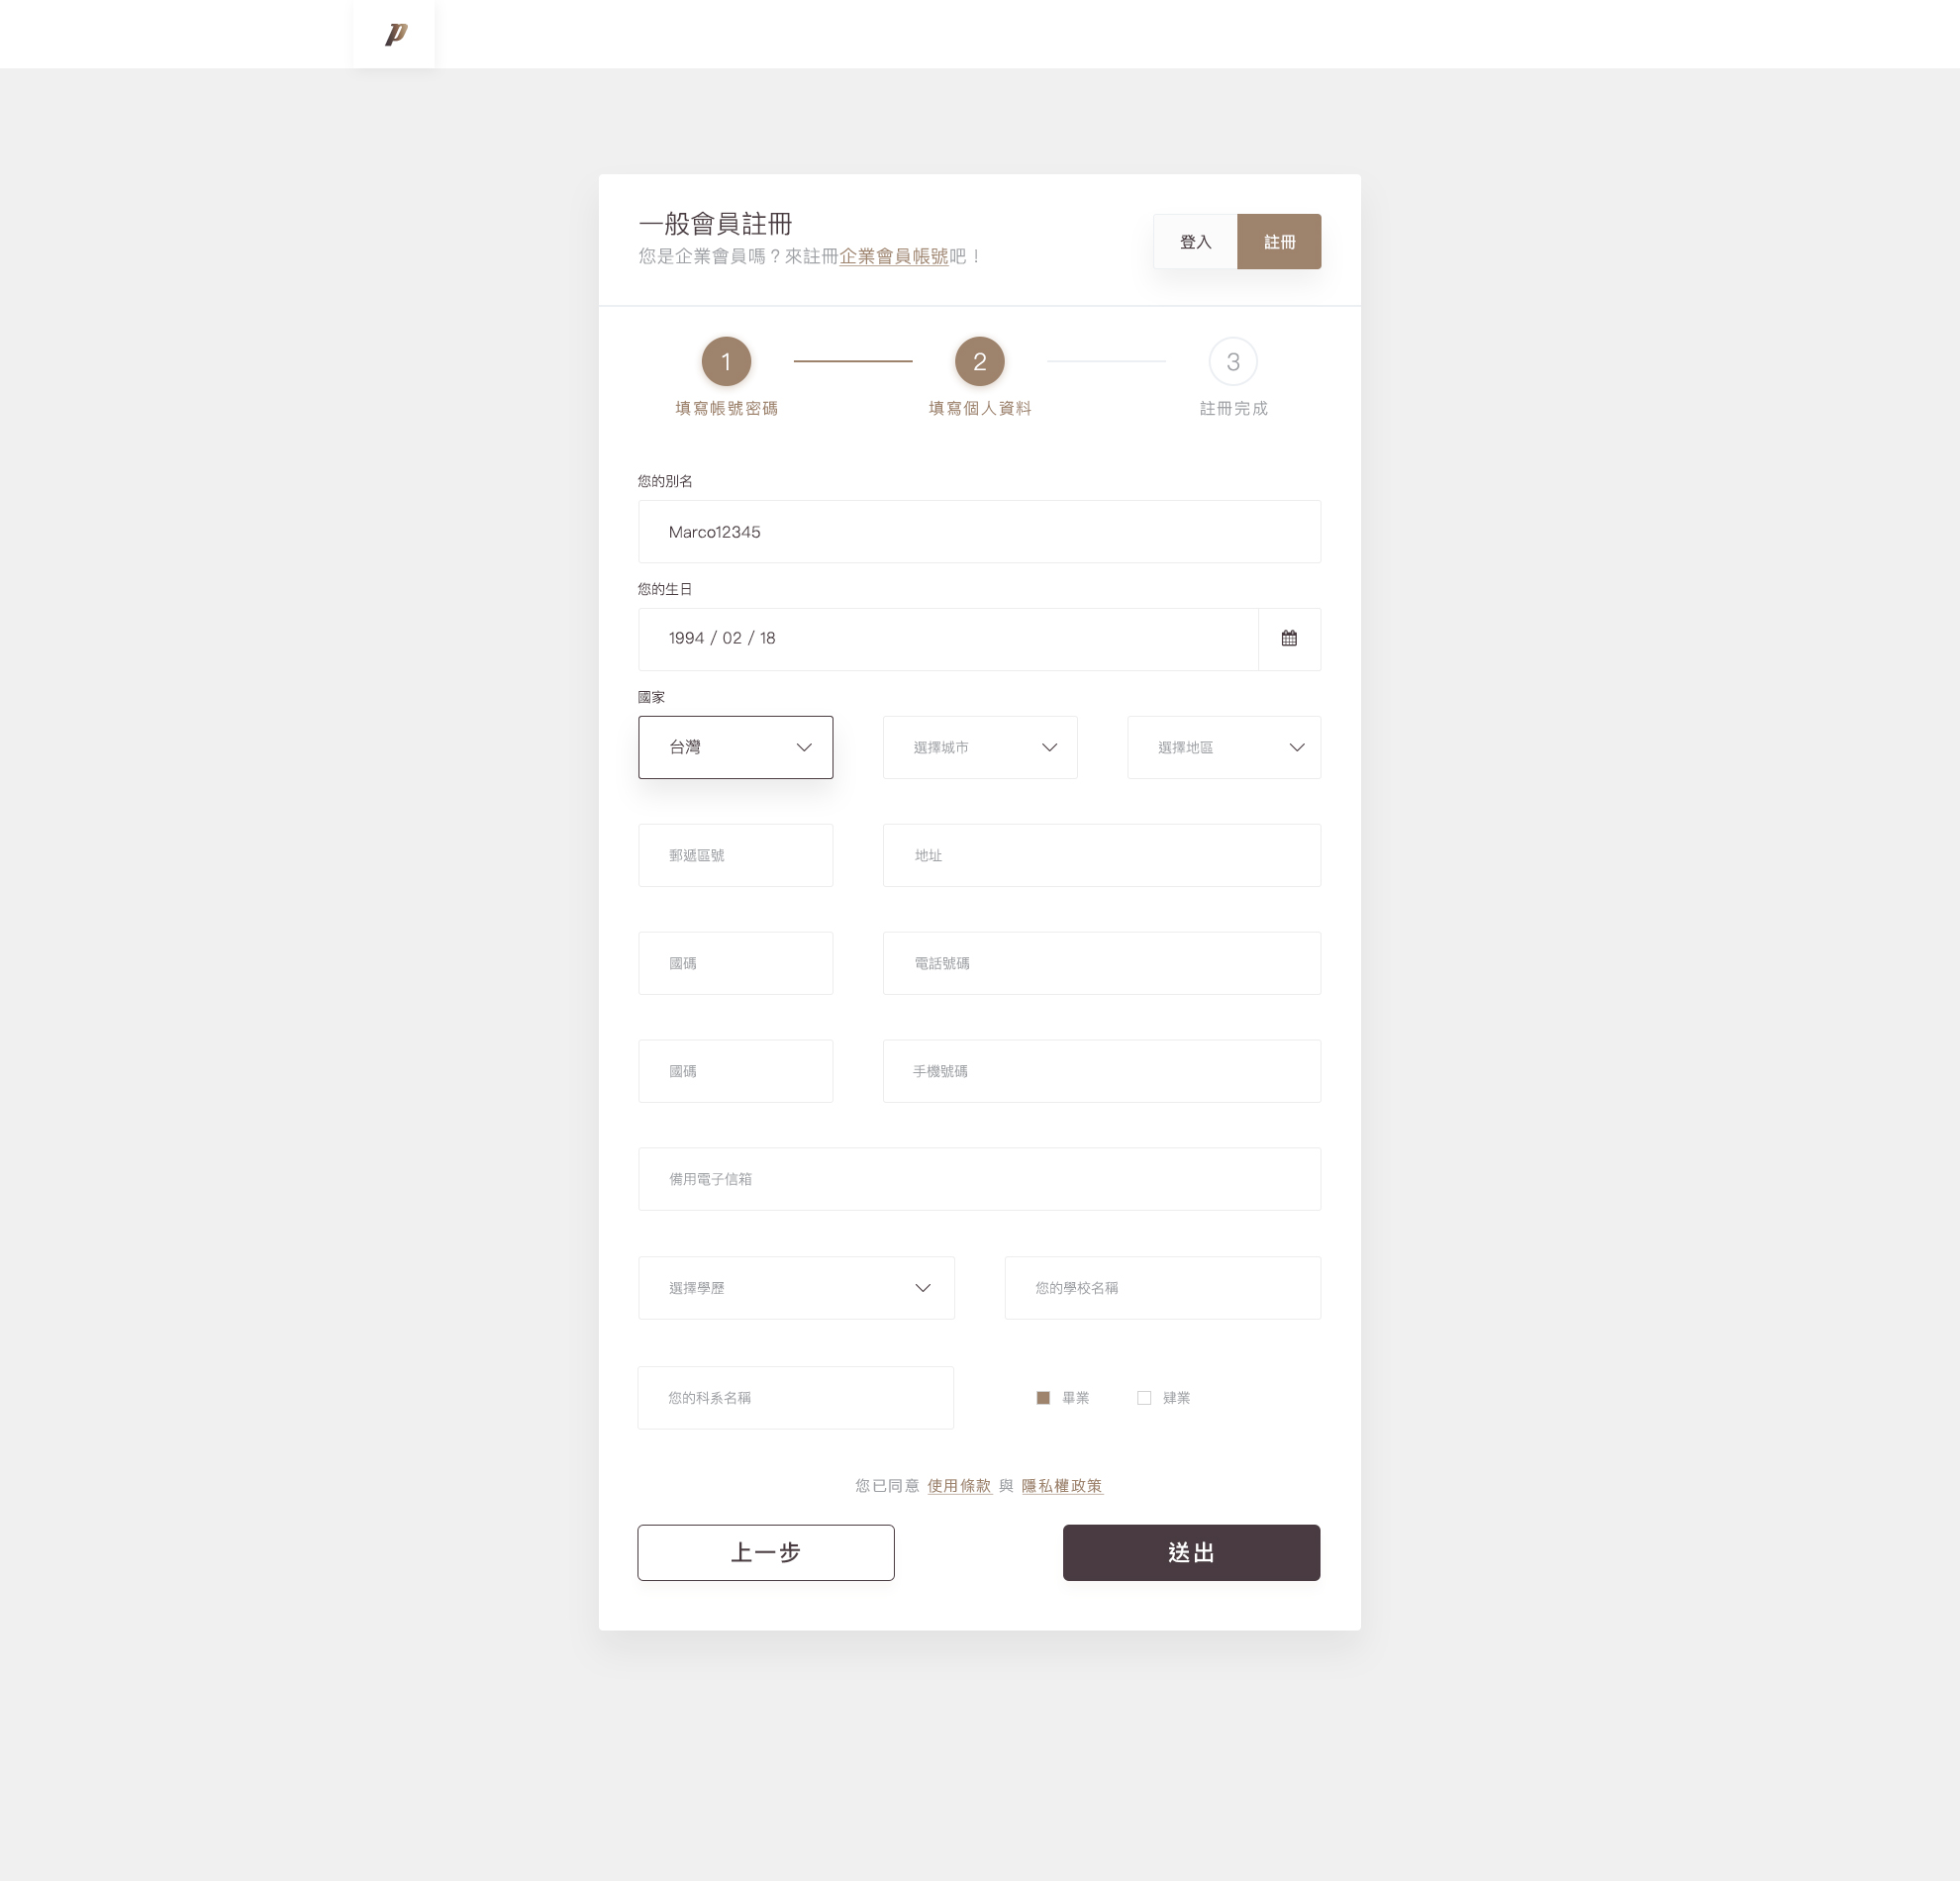 一般會員註冊
您是企業會員嗎？來註冊企業會員帳號吧！
登入 註冊
1 2 3
填寫帳號密碼 填寫個人資料 註冊完成
您的別名
Marco12345
您的生日
1994 / 02 / 18
國家
台灣 選擇城市 選擇地區
郵遞區號 地址
國碼 電話號碼
國碼 手機號碼
備用電子信箱
選擇學歷 您的學校名稱
您的科系名稱 畢業 肄業
您已同意 使用條款 與 隱私權政策
上一步 送出